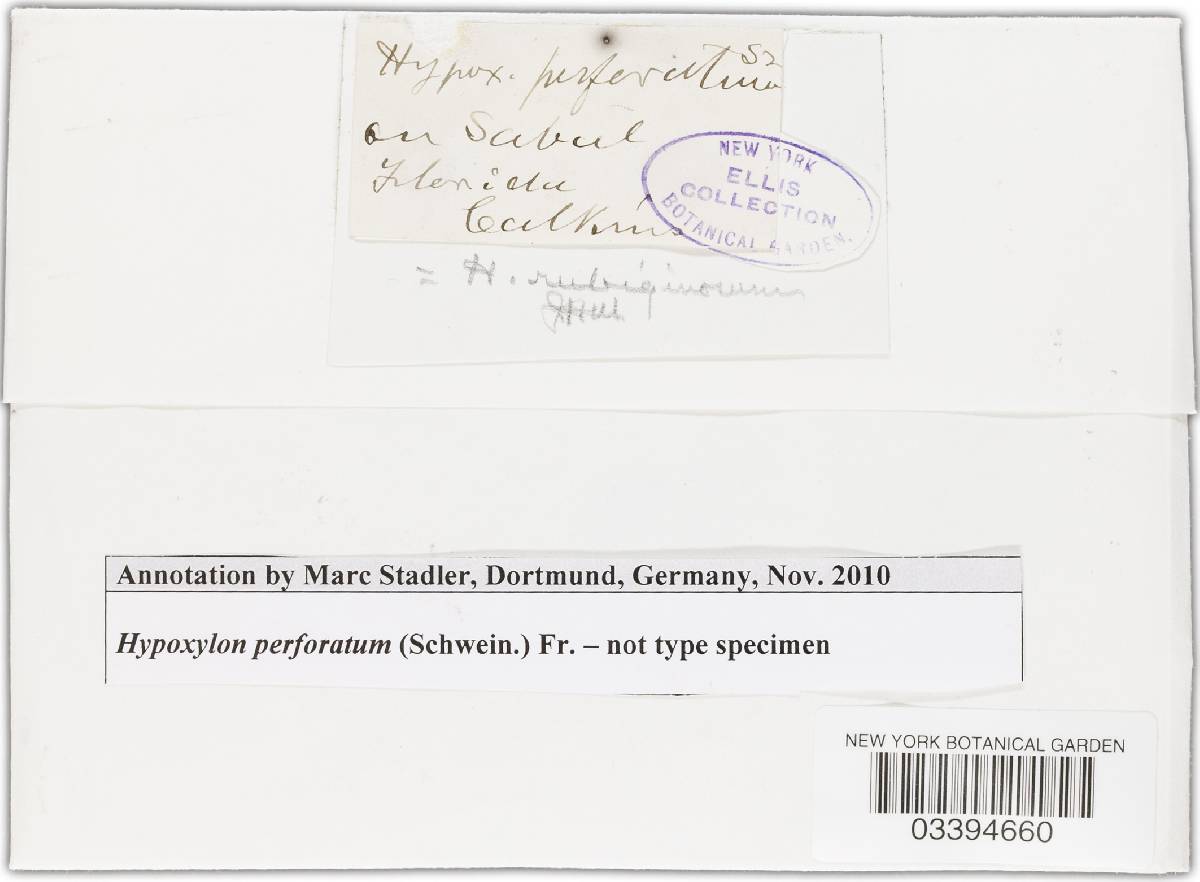 Hypox. perforatum Sz
on Sabal
Florida
Calkins
NEW YORK
ELLIS
COLLECTION
BOTANICAL GARDEN.
= H. rubiginosum
Annotation by Marc Stadler, Dortmund, Germany, Nov. 2010
Hypoxylon perforatum (Schwein.) Fr. – not type specimen
NEW YORK BOTANICAL GARDEN
03394660